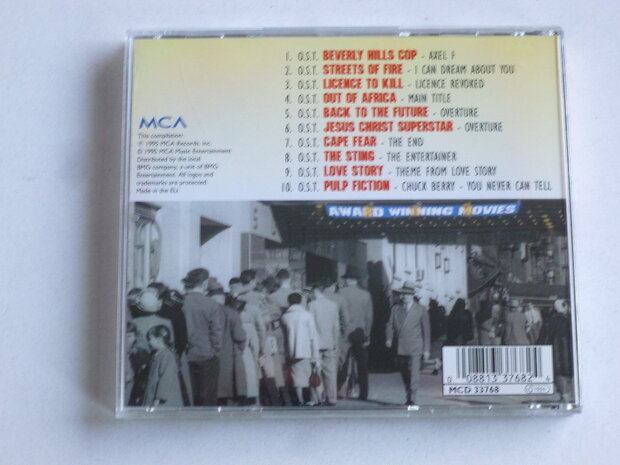 1. O.S.T. BEVERLY HILLS COP - AXEL F
2. O.S.T. STREETS OF FIRE - I CAN DREAM ABOUT YOU
3. O.S.T. LICENCE TO KILL - LICENCE REVOKED
4. O.S.T. OUT OF AFRICA - MAIN TITLE
5. O.S.T. BACK TO THE FUTURE - OVERTURE
6. O.S.T. JESUS CHRIST SUPERSTAR - OVERTURE
7. O.S.T. CAPE FEAR - THE END
8. O.S.T. THE STING - THE ENTERTAINER
9. O.S.T. LOVE STORY - THEME FROM LOVE STORY
10. O.S.T. PULP FICTION - CHUCK BERRY - YOU NEVER CAN TELL
MCA
This compilation:
℗ 1995 MCA Records, Inc.
© 1995 MCA Music Entertainment
Distributed by the local
BMG company, a unit of BMG
Entertainment. All logos and
trademarks are protected.
Made in the EU.
AWARD WINNING MOVIES
0 08813 37682 4
MCD 33768